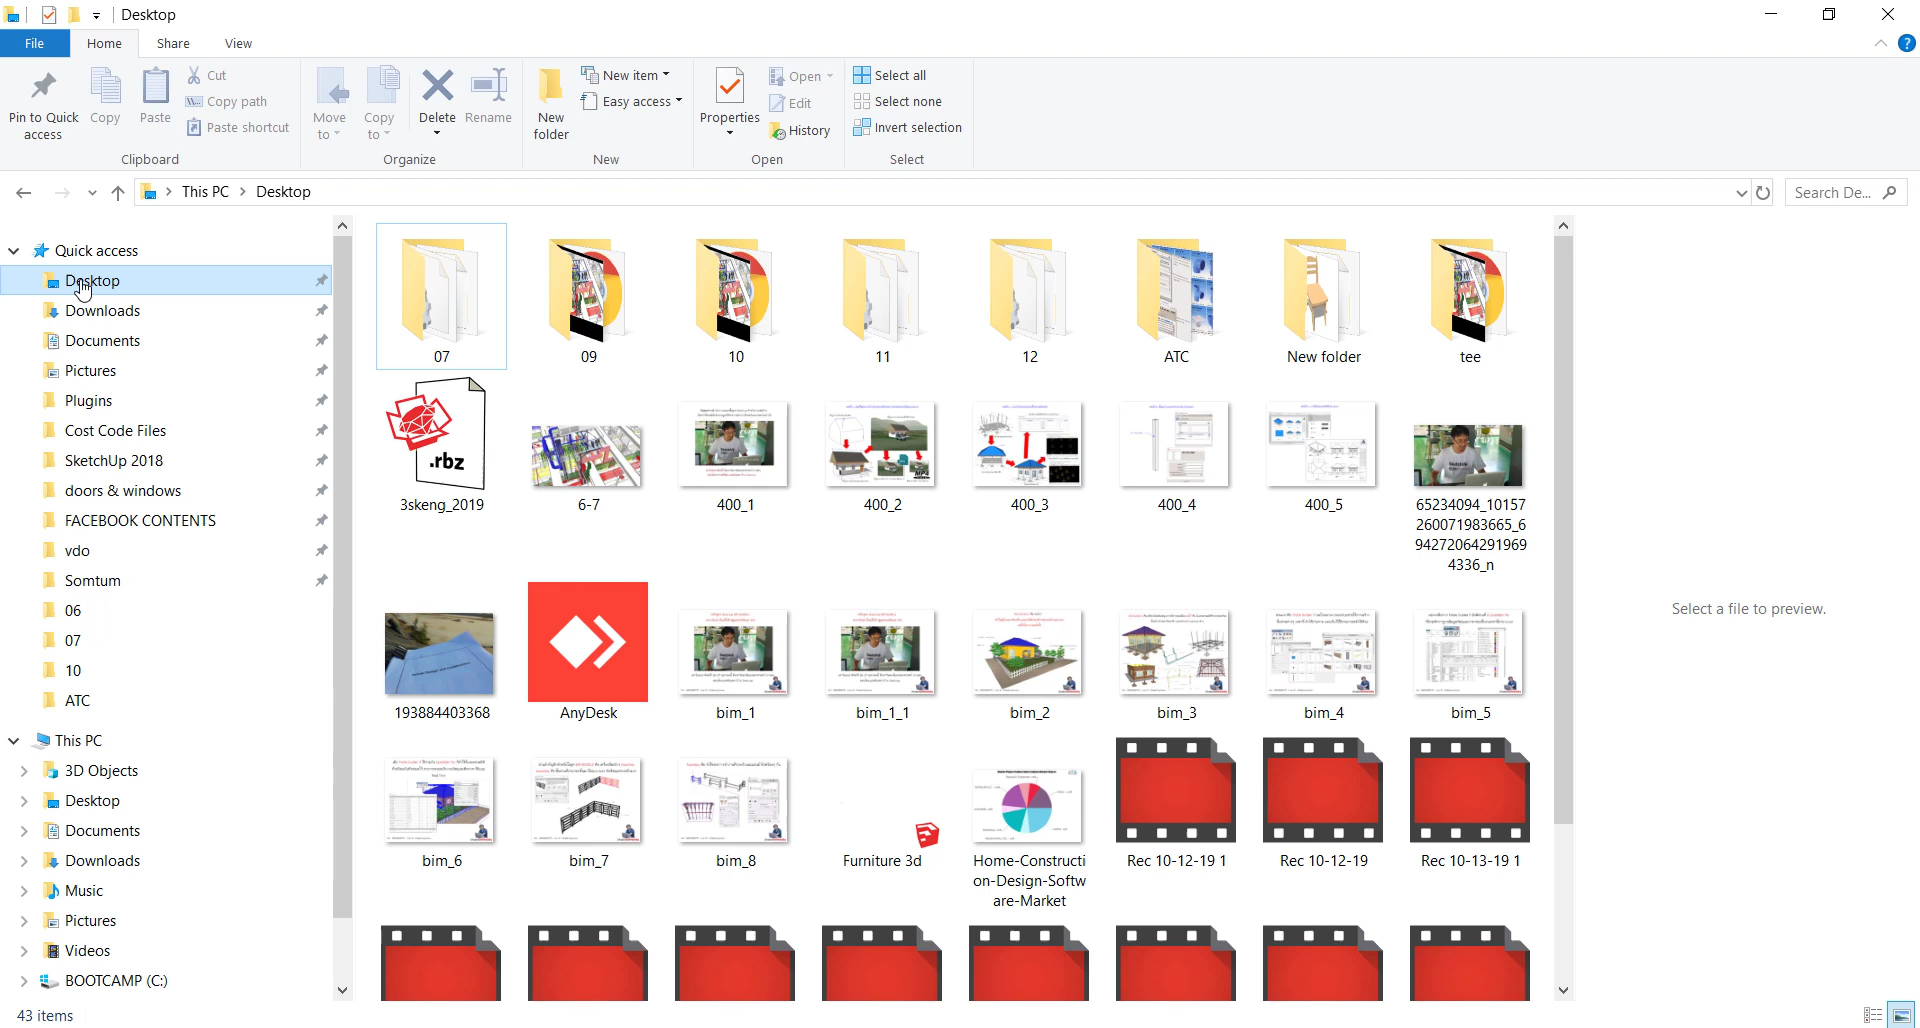 Desktop
File Home Share View
Pin to Quick access
Copy
Paste
Cut
Copy path
Paste shortcut
Clipboard
Move to
Copy to
Delete
Rename
Organize
New folder
New item
Easy access
New
Properties
Open
Edit
History
Open
Select all
Select none
Invert selection
Select
This PC > Desktop
Search De...
Quick access
Desktop
Downloads
Documents
Pictures
Plugins
Cost Code Files
SketchUp 2018
doors & windows
FACEBOOK CONTENTS
vdo
Somtum
06
07
10
ATC
This PC
3D Objects
Desktop
Documents
Downloads
Music
Pictures
Videos
BOOTCAMP (C:)
07 09 10 11 12 ATC New folder tee
.rbz
3skeng_2019 6-7 400_1 400_2 400_3 400_4 400_5 65234094_10157
260071983665_6
94272064291969
4336_n
193884403368 AnyDesk bim_1 bim_1_1 bim_2 bim_3 bim_4 bim_5
bim_6 bim_7 bim_8 Furniture 3d Home-Constructi Rec 10-12-19 1 Rec 10-12-19 Rec 10-13-19 1
on-Design-Softw
are-Market
Select a file to preview.
43 items